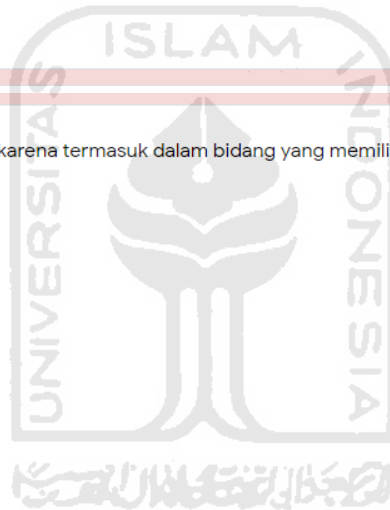 ISLAM
UNIVERSITAS
INDONESIA
karena termasuk dalam bidang yang memili